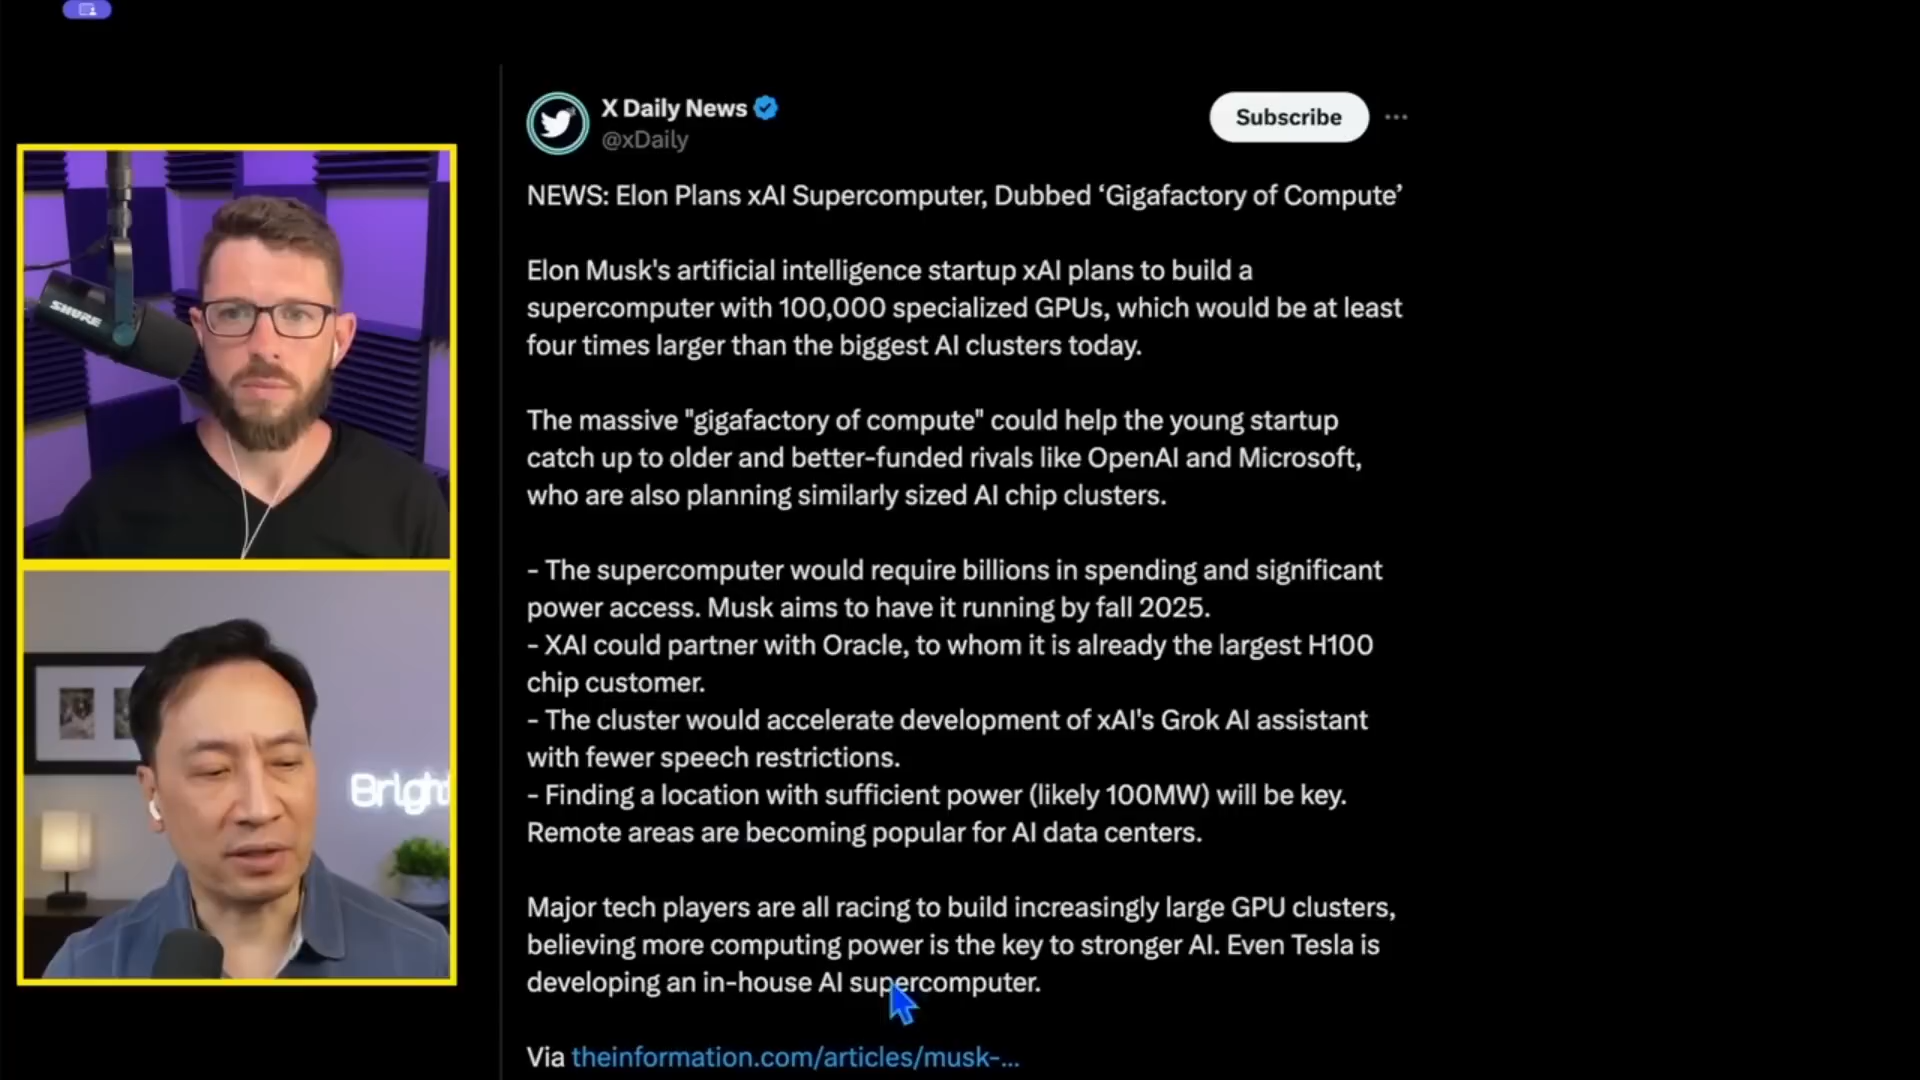 X Daily News
@xDaily
Subscribe
NEWS: Elon Plans xAI Supercomputer, Dubbed ‘Gigafactory of Compute’
Elon Musk's artificial intelligence startup xAI plans to build a
supercomputer with 100,000 specialized GPUs, which would be at least
four times larger than the biggest AI clusters today.
The massive "gigafactory of compute" could help the young startup
catch up to older and better-funded rivals like OpenAI and Microsoft,
who are also planning similarly sized AI chip clusters.
- The supercomputer would require billions in spending and significant
power access. Musk aims to have it running by fall 2025.
- XAI could partner with Oracle, to whom it is already the largest H100
chip customer.
- The cluster would accelerate development of xAI's Grok AI assistant
with fewer speech restrictions.
- Finding a location with sufficient power (likely 100MW) will be key.
Remote areas are becoming popular for AI data centers.
Major tech players are all racing to build increasingly large GPU clusters,
believing more computing power is the key to stronger AI. Even Tesla is
developing an in-house AI supercomputer.
Via theinformation.com/articles/musk-...
SHURE
Bright